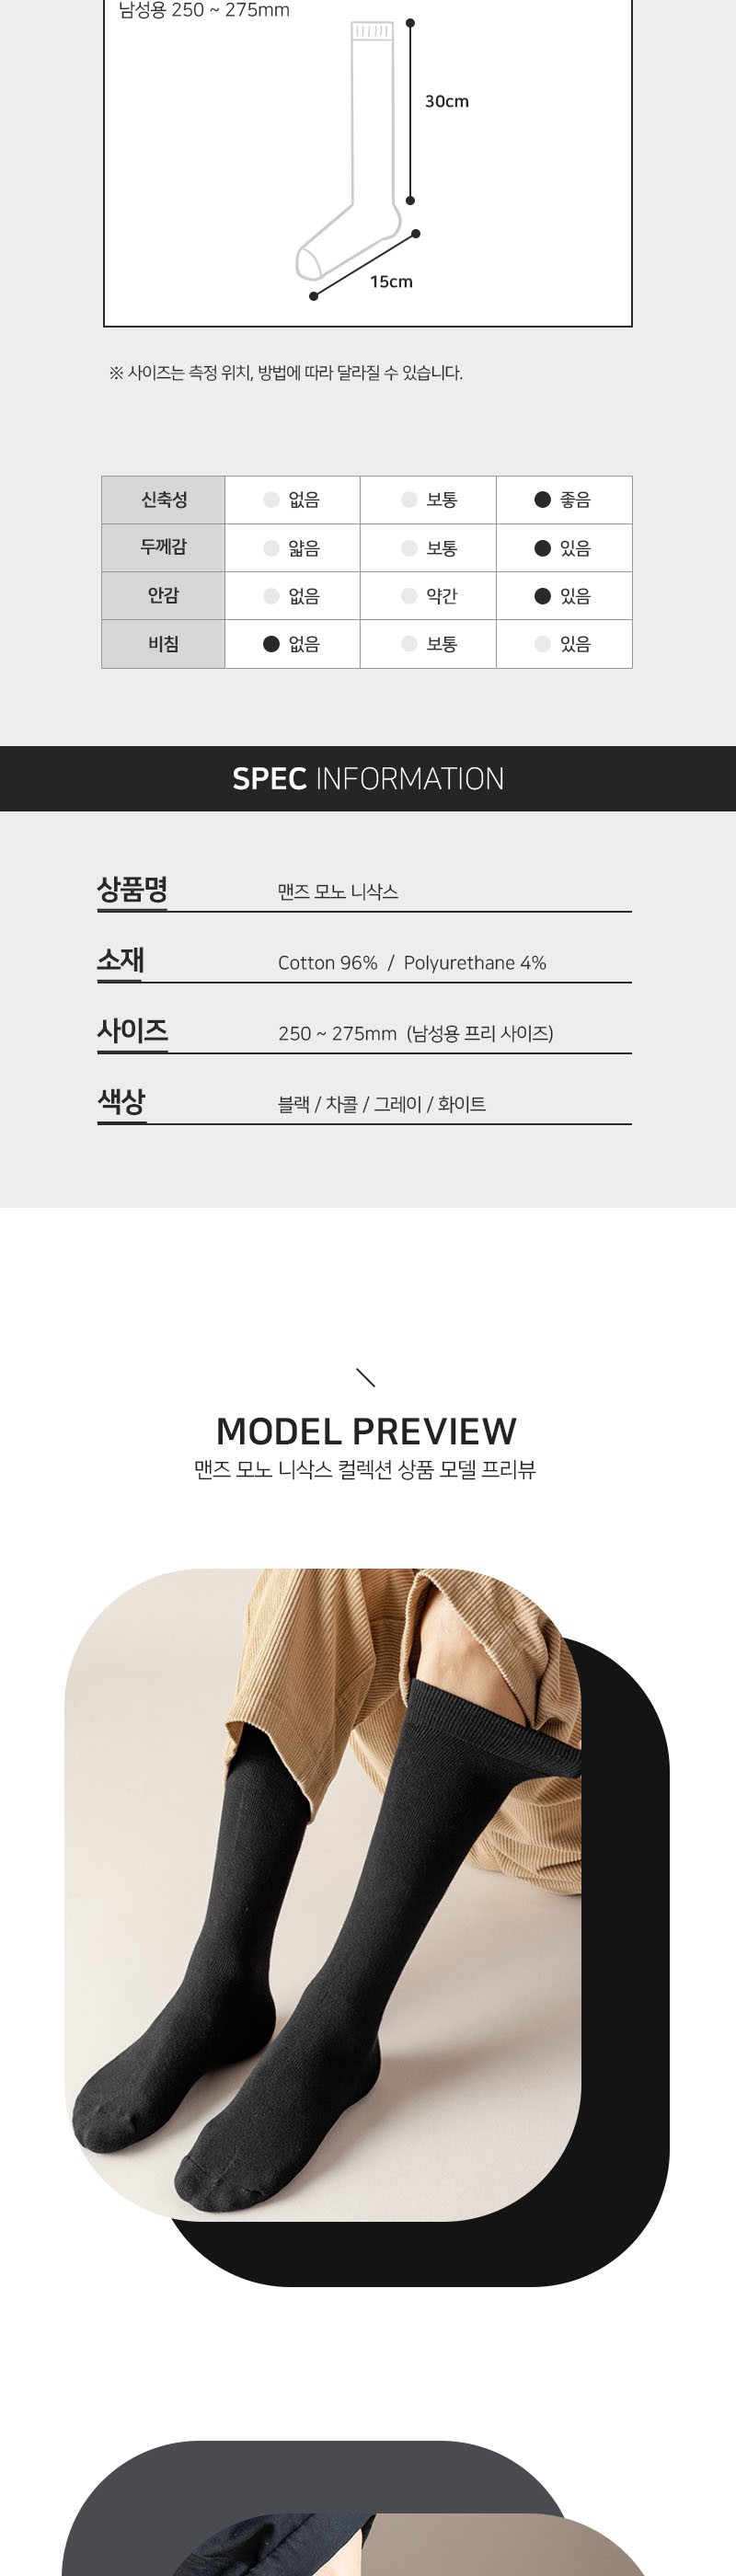 남성용 250 ~ 275mm
30cm
15cm
※ 사이즈는 측정 위치, 방법에 따라 달라질 수 있습니다.
신축성 없음 보통 좋음
두께감 얇음 보통 있음
안감 없음 약간 있음
비침 없음 보통 있음
SPEC INFORMATION
상품명 맨즈 모노 니삭스
소재 Cotton 96% / Polyurethane 4%
사이즈 250 ~ 275mm (남성용 프리 사이즈)
색상 블랙 / 차콜 / 그레이 / 화이트
MODEL PREVIEW
맨즈 모노 니삭스 컬렉션 상품 모델 프리뷰